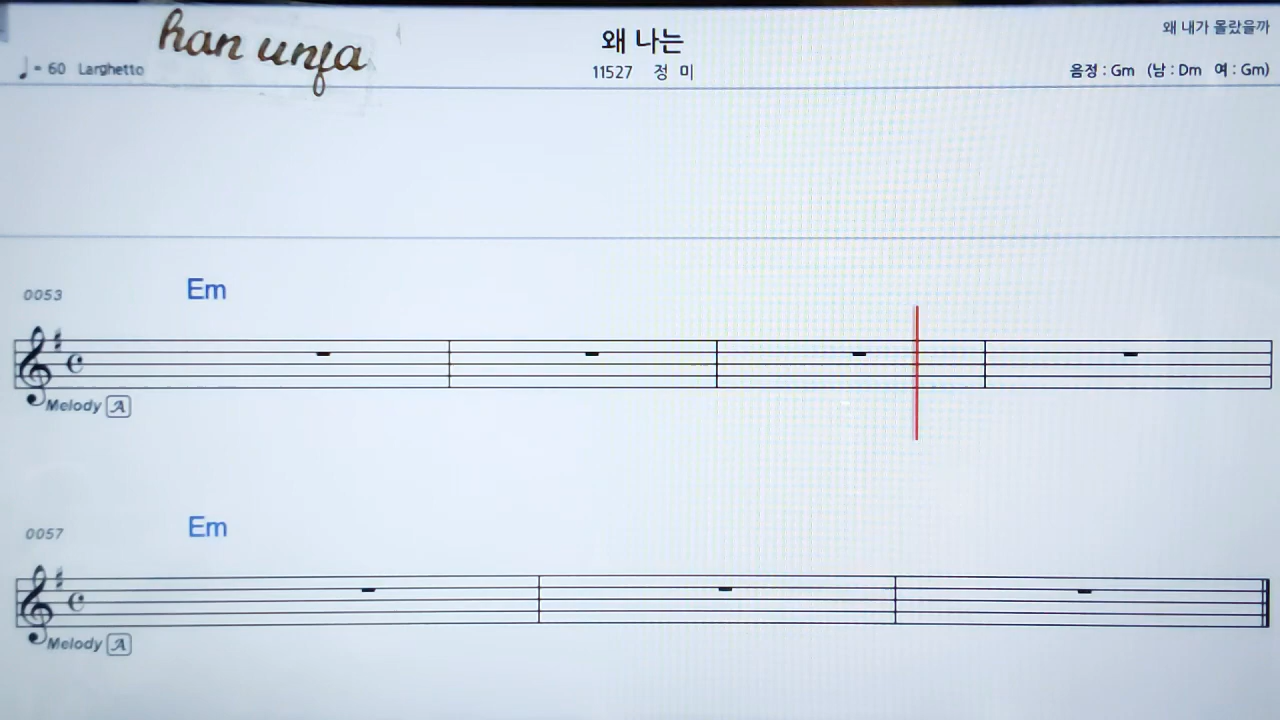 han unfa
왜 나는
왜 내가 몰랐을까
♩ = 60 Larghetto
11527 정 미
음정 : Gm (남 : Dm 여 : Gm)
0053 Em
Melody A
0057 Em
Melody A